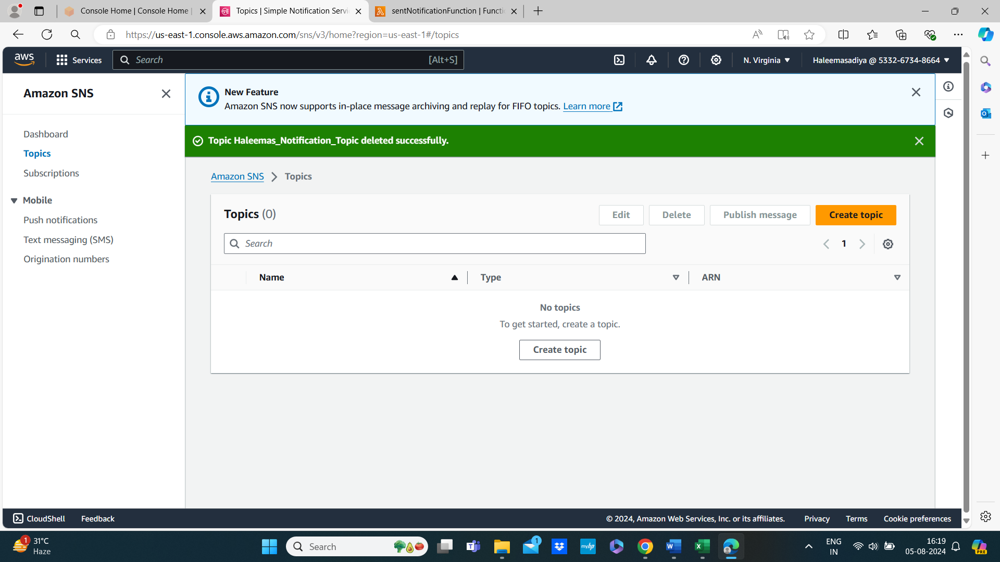 Console Home | Console Home |
Topics | Simple Notification Servi
sentNotificationFunction | Functi
https://us-east-1.console.aws.amazon.com/sns/v3/home?region=us-east-1#/topics
aws
Services
Search
[Alt+S]
N. Virginia
Haleemasadiya @ 5332-6734-8664
Amazon SNS
Dashboard
Topics
Subscriptions
Mobile
Push notifications
Text messaging (SMS)
Origination numbers
New Feature
Amazon SNS now supports in-place message archiving and replay for FIFO topics. Learn more
Topic Haleemas_Notification_Topic deleted successfully.
Amazon SNS
Topics
Topics (0)
Edit
Delete
Publish message
Create topic
Search
1
Name
Type
ARN
No topics
To get started, create a topic.
Create topic
CloudShell
Feedback
© 2024, Amazon Web Services, Inc. or its affiliates.
Privacy
Terms
Cookie preferences
1
31°C
Haze
Search
1
myhp
ENG
IN
16:19
05-08-2024
PRE